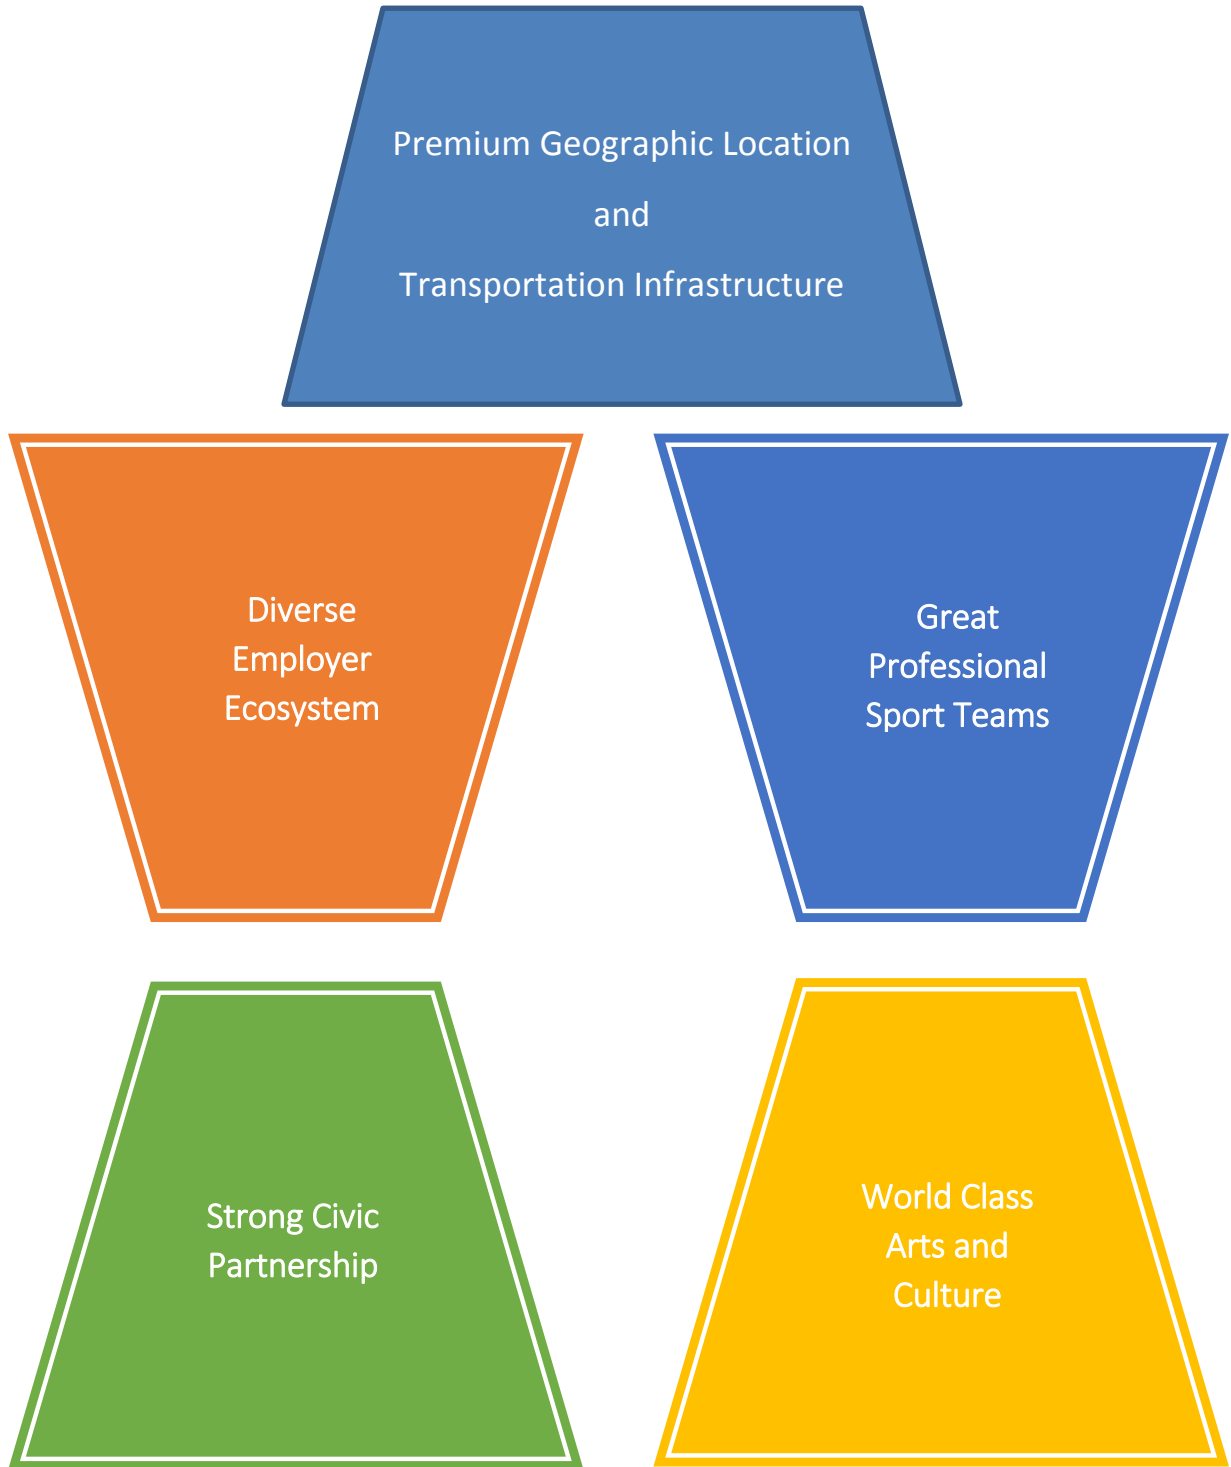 Premium Geographic Location
and
Transportation Infrastructure
Diverse
Employer
Ecosystem
Great
Professional
Sport Teams
Strong Civic
Partnership
World Class
Arts and
Culture